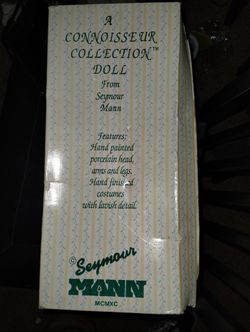 A
CONNOISSEUR
COLLECTION™
DOLL
From
Seymour
Mann
Features:
Hand painted
porcelain head,
arms and legs.
Hand finished
costumes
with lavish detail.
©Seymour
MANN
MCMXC